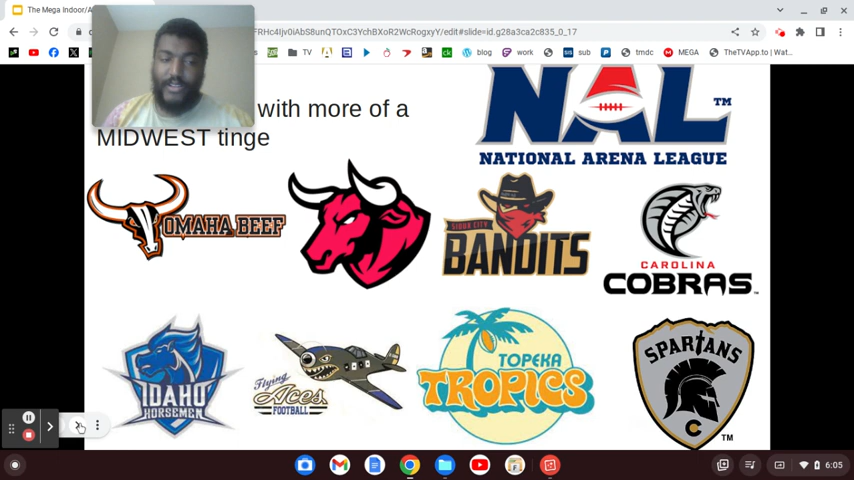 The Mega Indoor/A
FRHc4Ijv0iAbS8unQTOx3YchBXoR2WcRogxyY/edit#slide=id.g28a3ca2c835_0_17
TV
blog
work
sis
sub
tmdc
MEGA
TheTVApp.to | Wat...
with more of a
MIDWEST tinge
NAL
TM
NATIONAL ARENA LEAGUE
OMAHA BEEF
SIOUX CITY
BANDITS
CAROLINA
COBRAS
IDAHO
HORSEMEN
Flying
Aces
FOOTBALL
TOPEKA
TROPICS
SPARTANS
C
TM
6:05